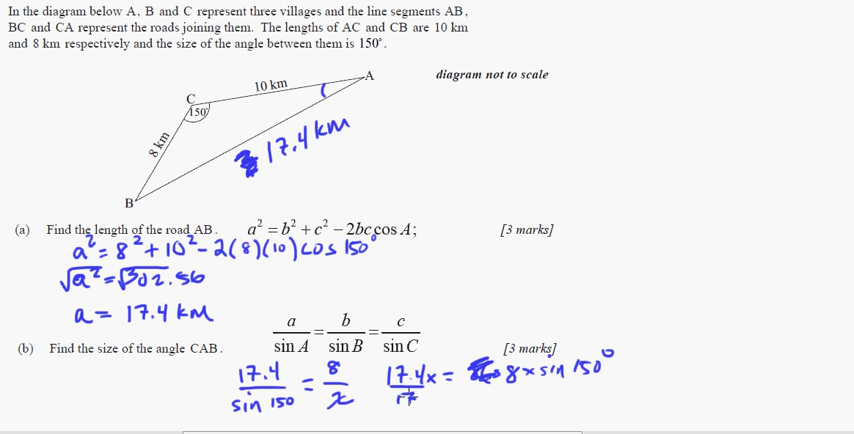 In the diagram below A, B and C represent three villages and the line segments AB,
BC and CA represent the roads joining them. The lengths of AC and CB are 10 km
and 8 km respectively and the size of the angle between them is 150°.
diagram not to scale
A
10 km
C
150°
8 km
17.4 km
B
(a) Find the length of the road AB. a² = b² + c² − 2bc cos A; [3 marks]
a² = 8² + 10² - 2(8)(10) cos 150°
√a² = √302.56
a = 17.4 km
a/sin A = b/sin B = c/sin C
(b) Find the size of the angle CAB. [3 marks]
17.4/sin 150 = 8/x 17.4x/17 = 8 x sin 150°